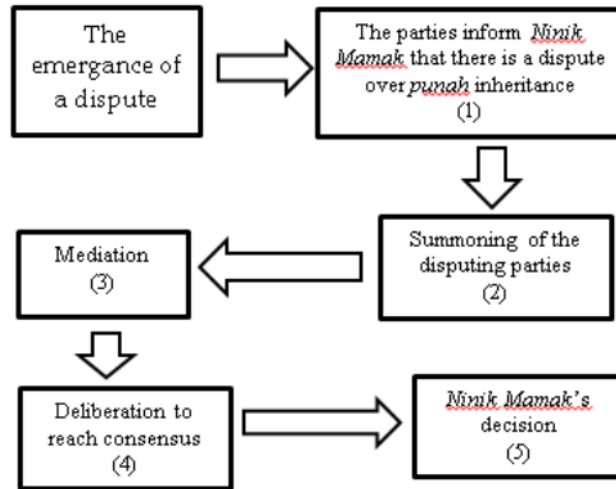 The
emergance of
a dispute
The parties inform Ninik
Mamak that there is a dispute
over punah inheritance
(1)
Summoning of the
disputing parties
(2)
Mediation
(3)
Deliberation to
reach consensus
(4)
Ninik Mamak's
decision
(5)